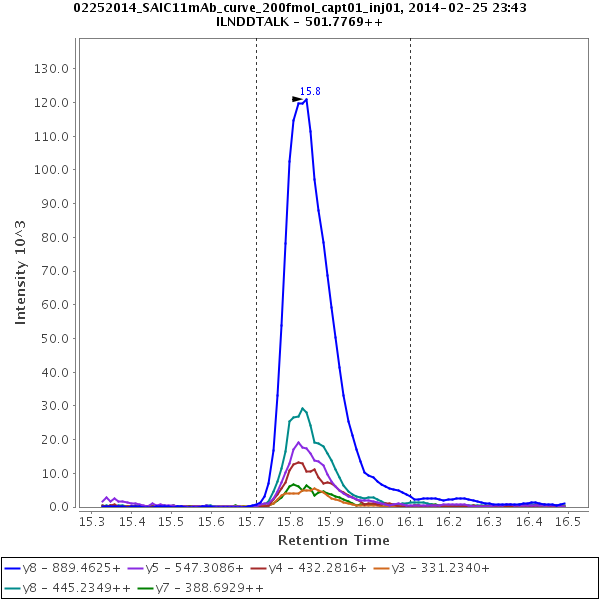 02252014_SAIC11mAb_curve_200fmol_capt01_inj01, 2014-02-25 23:43
ILNDDTALK - 501.7769++
15.8
130.0
120.0
110.0
100.0
90.0
80.0
70.0
60.0
50.0
40.0
30.0
20.0
10.0
0.0
Intensity 10^3
15.3 15.4 15.5 15.6 15.7 15.8 15.9 16.0 16.1 16.2 16.3 16.4 16.5
Retention Time
y8 - 889.4625+ y5 - 547.3086+ y4 - 432.2816+ y3 - 331.2340+
y8 - 445.2349++ y7 - 388.6929++